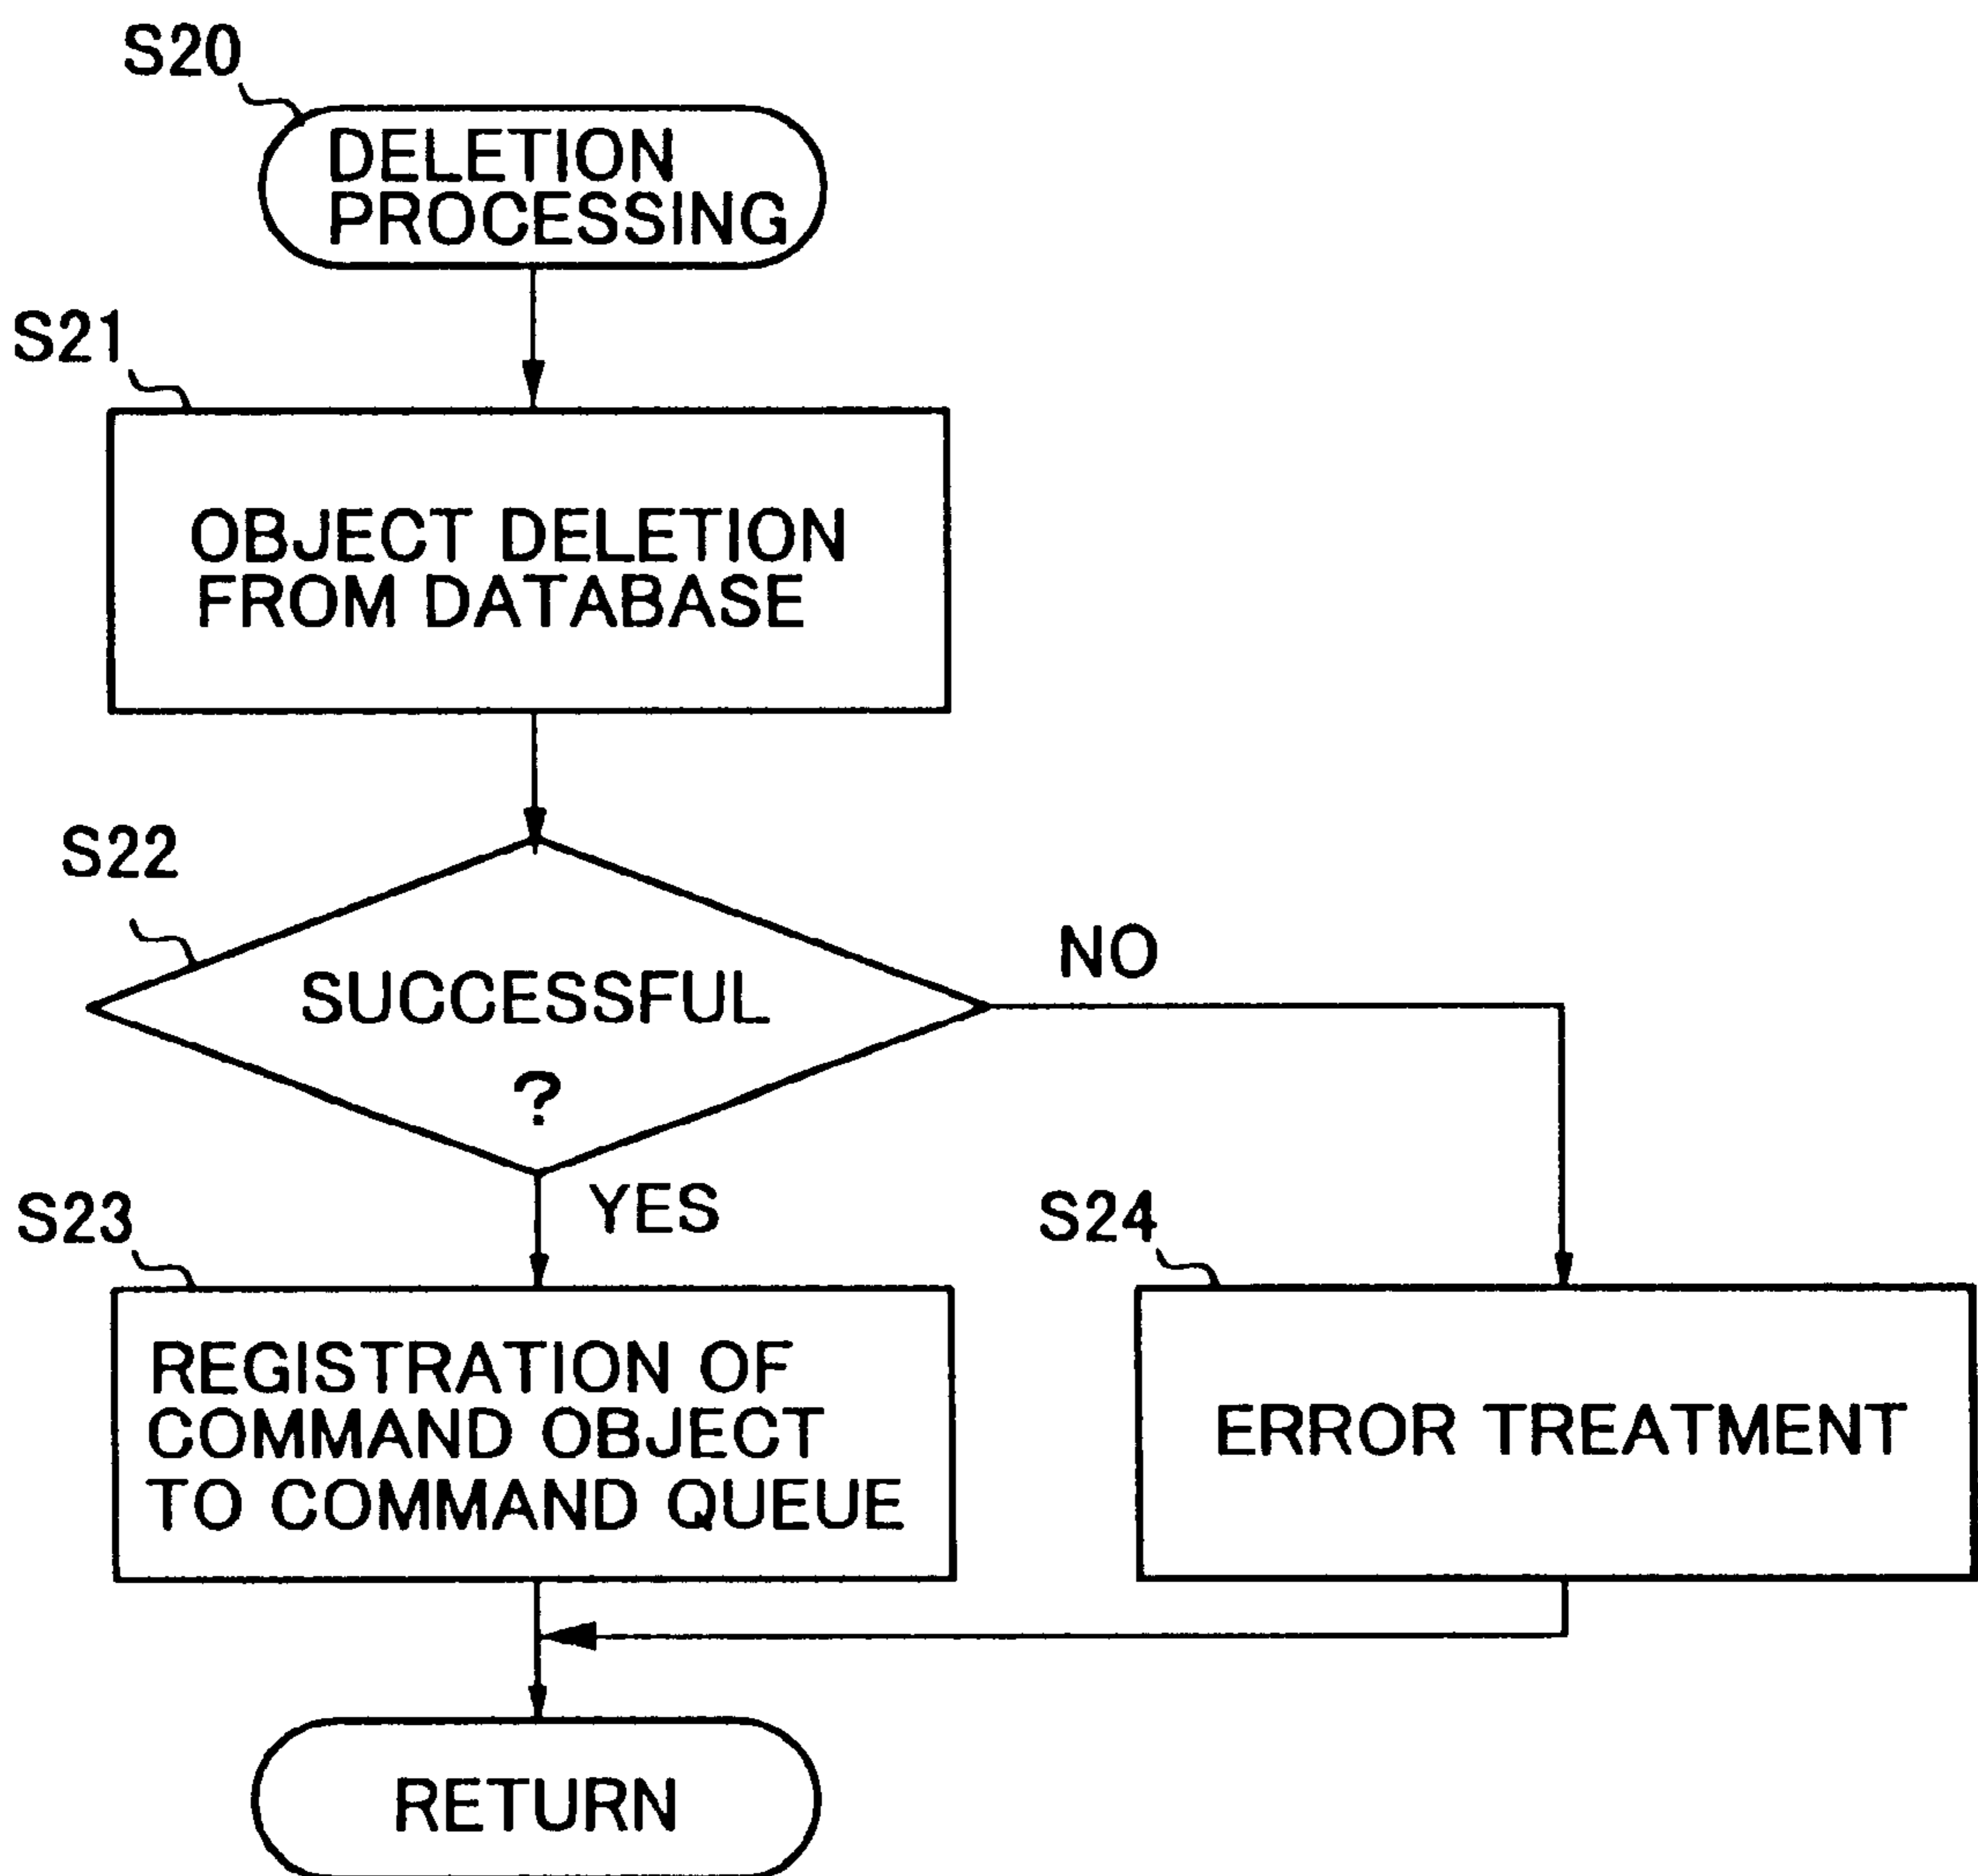 S20
DELETION
PROCESSING
S21
OBJECT DELETION
FROM DATABASE
S22
SUCCESSFUL
?
NO
YES
S23
REGISTRATION OF
COMMAND OBJECT
TO COMMAND QUEUE
S24
ERROR TREATMENT
RETURN